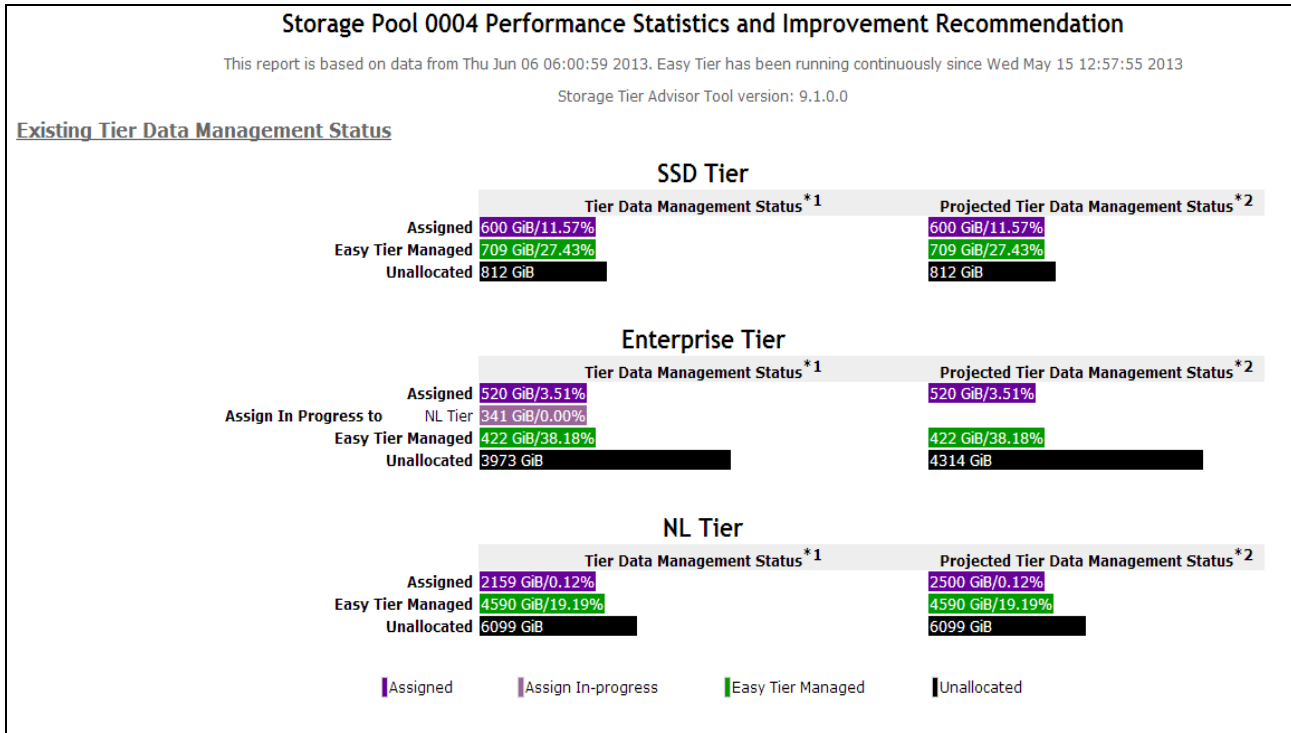 Storage Pool 0004 Performance Statistics and Improvement Recommendation
This report is based on data from Thu Jun 06 06:00:59 2013. Easy Tier has been running continuously since Wed May 15 12:57:55 2013
Storage Tier Advisor Tool version: 9.1.0.0
Existing Tier Data Management Status
SSD Tier
Tier Data Management Status*1 Projected Tier Data Management Status*2
Assigned 600 GiB/11.57% 600 GiB/11.57%
Easy Tier Managed 709 GiB/27.43% 709 GiB/27.43%
Unallocated 812 GiB 812 GiB
Enterprise Tier
Tier Data Management Status*1 Projected Tier Data Management Status*2
Assigned 520 GiB/3.51% 520 GiB/3.51%
Assign In Progress to NL Tier 341 GiB/0.00%
Easy Tier Managed 422 GiB/38.18% 422 GiB/38.18%
Unallocated 3973 GiB 4314 GiB
NL Tier
Tier Data Management Status*1 Projected Tier Data Management Status*2
Assigned 2159 GiB/0.12% 2500 GiB/0.12%
Easy Tier Managed 4590 GiB/19.19% 4590 GiB/19.19%
Unallocated 6099 GiB 6099 GiB
Assigned Assign In-progress Easy Tier Managed Unallocated